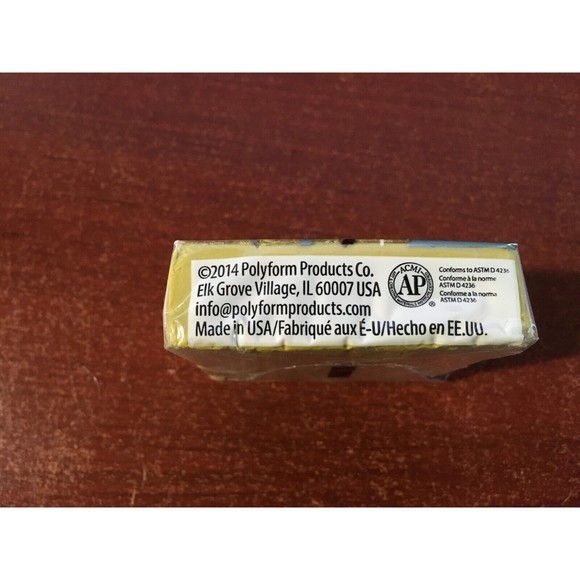 ©2014 Polyform Products Co.
Elk Grove Village, IL 60007 USA
info@polyformproducts.com
Made in USA/Fabriqué aux É-U/Hecho en EE.UU.
ACMI
AP
®
Conforms to ASTM D 4236
Conforme à la norme
ASTM D 4236
Conforme a la norma
ASTM D 4236